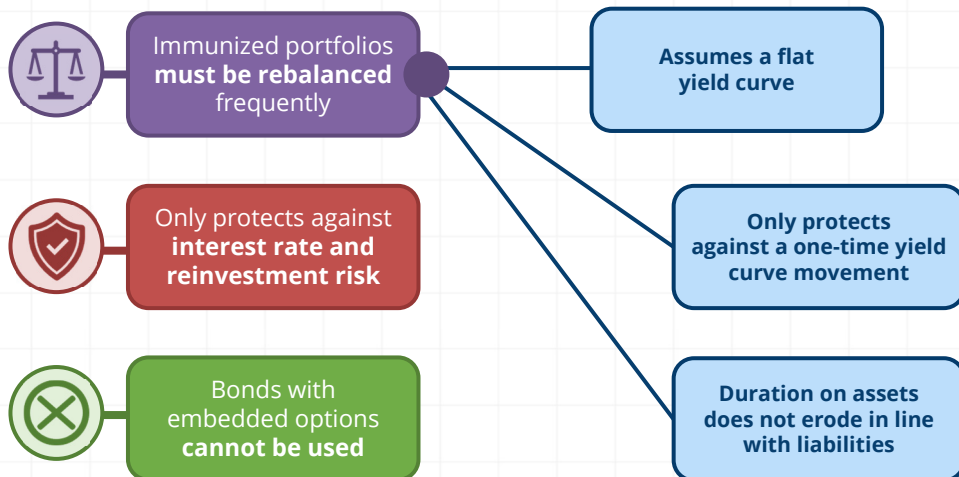 Immunized portfolios
must be rebalanced
frequently
Assumes a flat
yield curve
Only protects against
interest rate and
reinvestment risk
Only protects
against a one-time yield
curve movement
Bonds with
embedded options
cannot be used
Duration on assets
does not erode in line
with liabilities